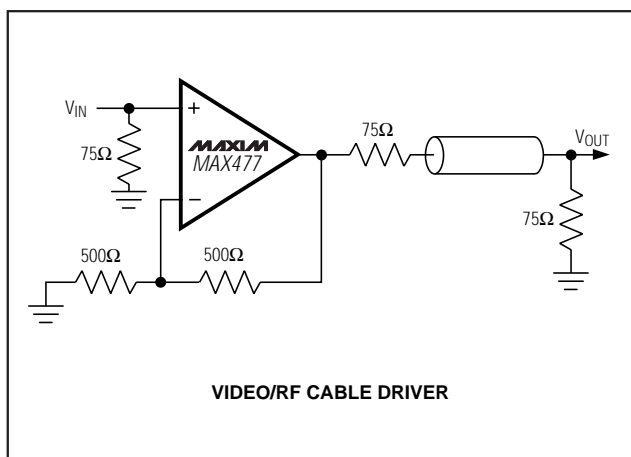 V_IN
+
75Ω
MAXIM
MAX477
−
75Ω
V_OUT
75Ω
500Ω
500Ω
VIDEO/RF CABLE DRIVER